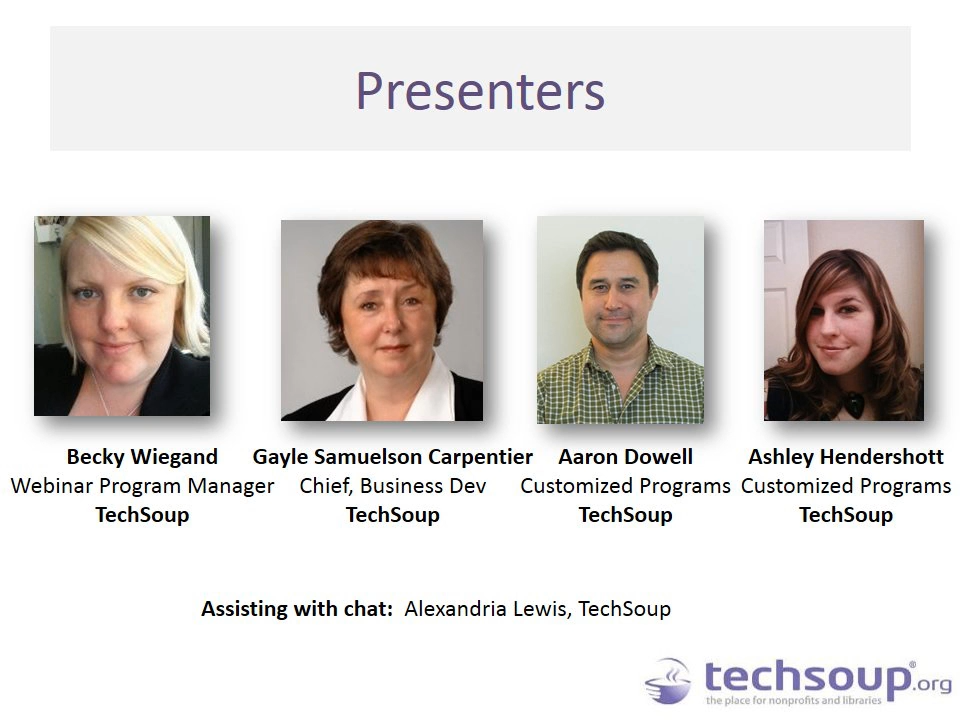 Presenters
Becky Wiegand
Webinar Program Manager
TechSoup
Gayle Samuelson Carpentier
Chief, Business Dev
TechSoup
Aaron Dowell
Customized Programs
TechSoup
Ashley Hendershott
Customized Programs
TechSoup
Assisting with chat: Alexandria Lewis, TechSoup
techsoup®.org
the place for nonprofits and libraries